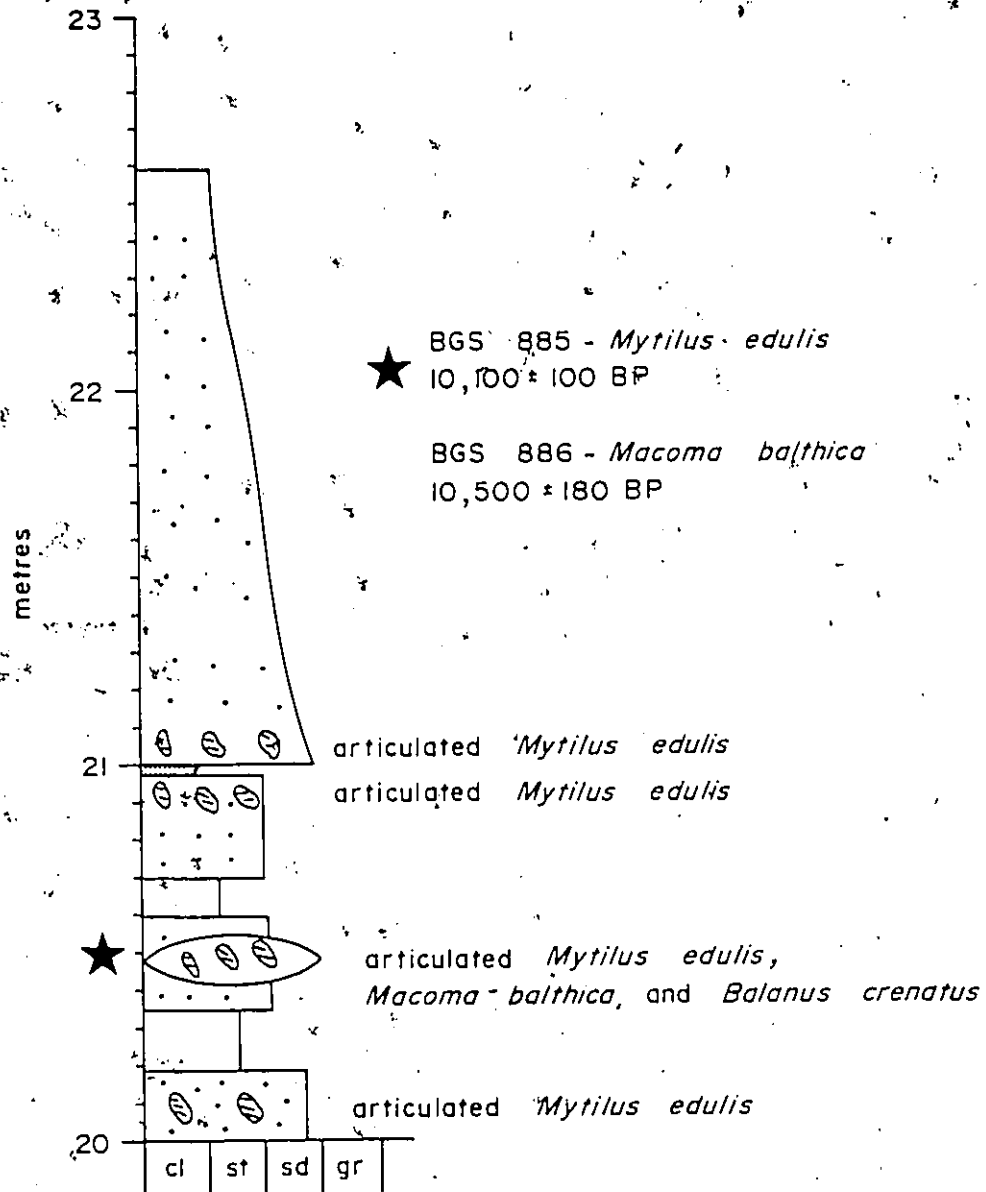 23
BGS 885 - Mytilus edulis
10,100 ± 100 BP
22
BGS 886 - Macoma balthica
10,500 ± 180 BP
metres
articulated Mytilus edulis
21
articulated Mytilus edulis
articulated Mytilus edulis,
Macoma balthica, and Balanus crenatus
articulated Mytilus edulis
20
cl st sd gr